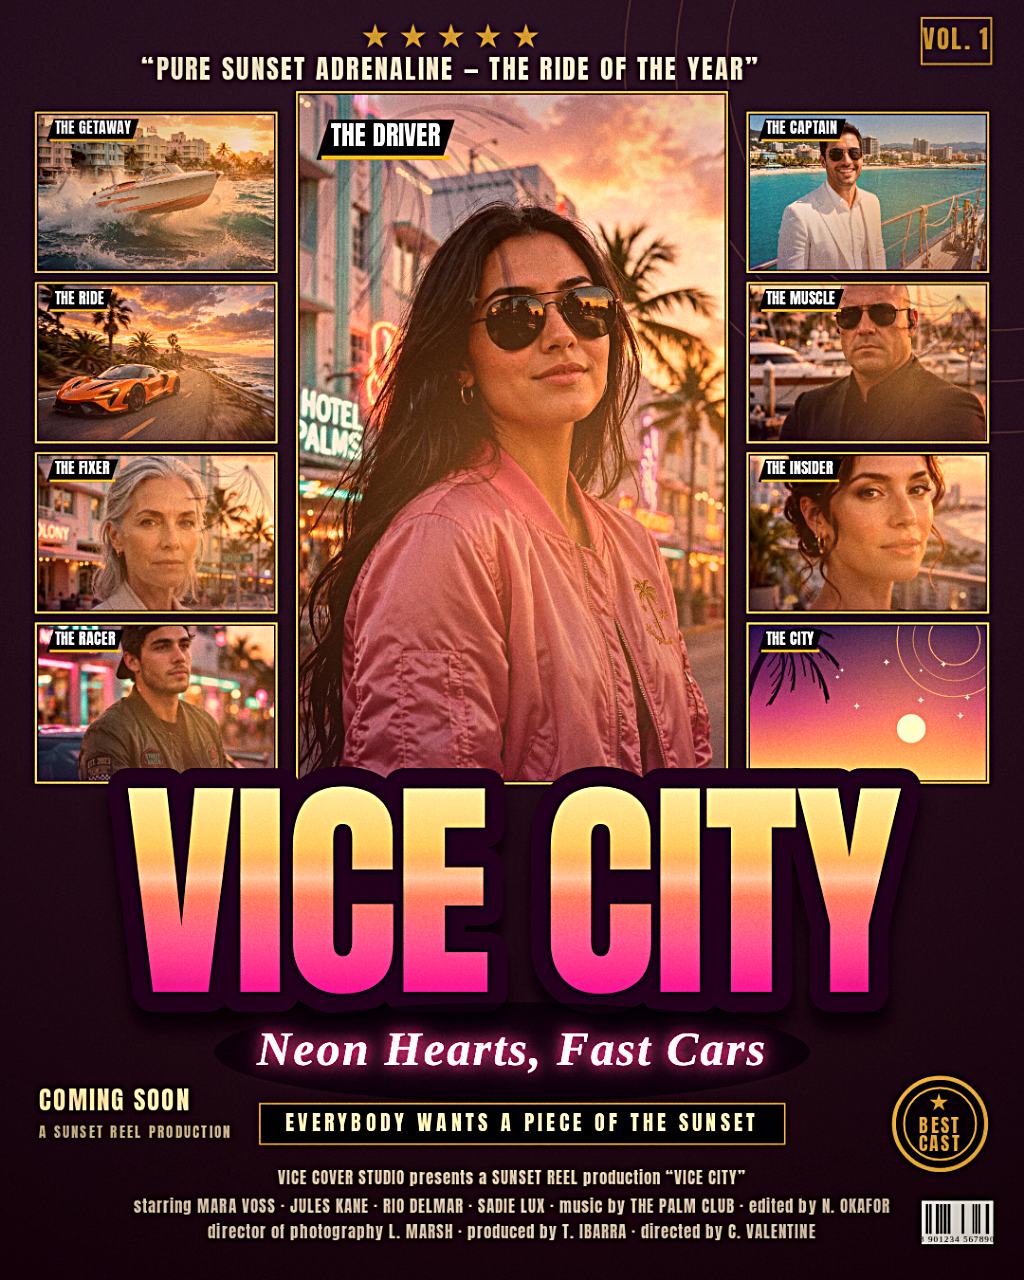 ★★★★★
VOL. 1
“PURE SUNSET ADRENALINE – THE RIDE OF THE YEAR”
THE GETAWAY
THE DRIVER
THE CAPTAIN
THE RIDE
THE MUSCLE
HOTEL
PALMS
THE FIXER
THE INSIDER
OLONY
THE RACER
THE CITY
VICE CITY
Neon Hearts, Fast Cars
COMING SOON
A SUNSET REEL PRODUCTION
EVERYBODY WANTS A PIECE OF THE SUNSET
BEST
CAST
VICE COVER STUDIO presents a SUNSET REEL production “VICE CITY”
starring MARA VOSS · JULES KANE · RIO DELMAR · SADIE LUX · music by THE PALM CLUB · edited by N. OKAFOR
director of photography L. MARSH · produced by T. IBARRA · directed by C. VALENTINE
901234 567890